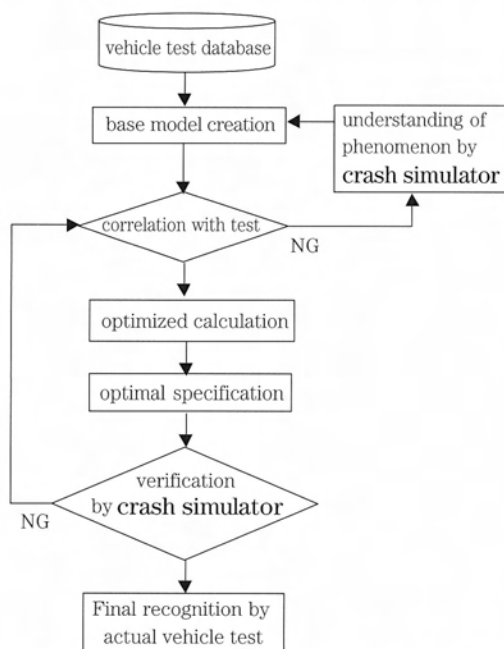 vehicle test database
base model creation
understanding of
phenomenon by
crash simulator
correlation with test
NG
optimized calculation
optimal specification
verification
by crash simulator
NG
Final recognition by
actual vehicle test